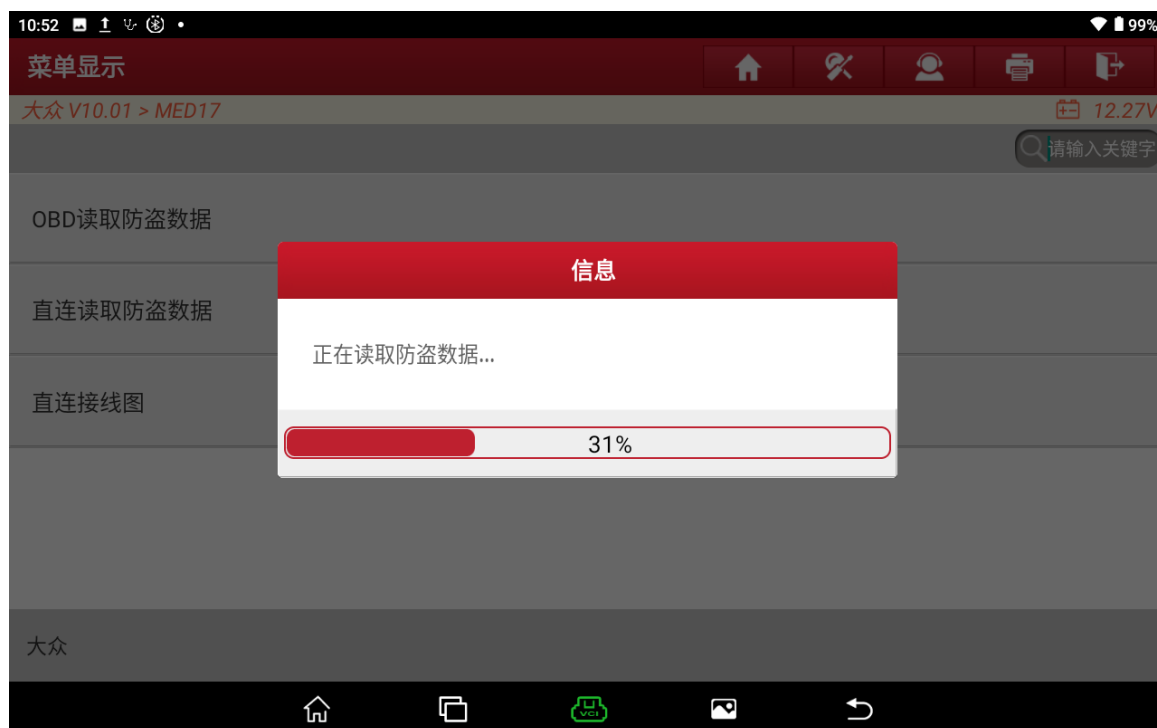 10:52
99%
菜单显示
大众 V10.01 > MED17
12.27V
请输入关键字
OBD读取防盗数据
直连读取防盗数据
直连接线图
信息
正在读取防盗数据...
31%
大众
VCI